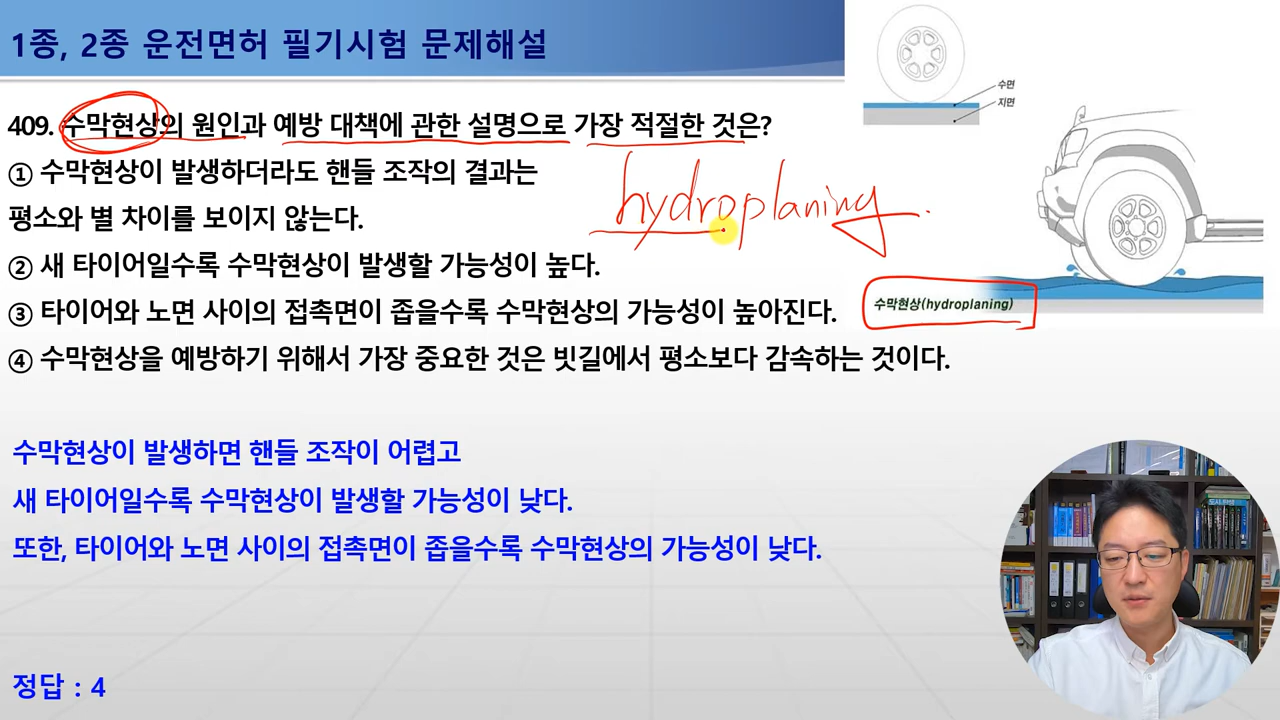 1종, 2종 운전면허 필기시험 문제해설
수면
지면
409. 수막현상의 원인과 예방 대책에 관한 설명으로 가장 적절한 것은?
① 수막현상이 발생하더라도 핸들 조작의 결과는
평소와 별 차이를 보이지 않는다.
hydroplaning.
② 새 타이어일수록 수막현상이 발생할 가능성이 높다.
③ 타이어와 노면 사이의 접촉면이 좁을수록 수막현상의 가능성이 높아진다.
수막현상(hydroplaning)
④ 수막현상을 예방하기 위해서 가장 중요한 것은 빗길에서 평소보다 감속하는 것이다.
수막현상이 발생하면 핸들 조작이 어렵고
새 타이어일수록 수막현상이 발생할 가능성이 낮다.
또한, 타이어와 노면 사이의 접촉면이 좁을수록 수막현상의 가능성이 낮다.
정답 : 4